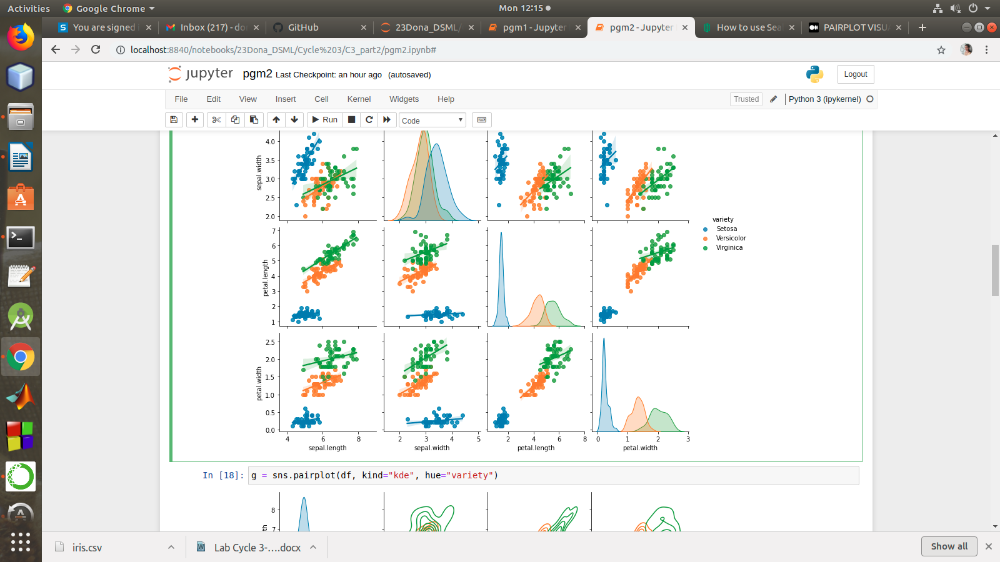 Activities
Google Chrome
Mon 12:15
You are signed
Inbox (217) - do
GitHub
23Dona_DSML/
pgm1 - Jupyter
pgm2 - Jupyter
How to use Sea
PAIRPLOT VISU
localhost:8840/notebooks/23Dona_DSML/Cycle%203/C3_part2/pgm2.ipynb#
jupyter pgm2 Last Checkpoint: an hour ago (autosaved)
Logout
File Edit View Insert Cell Kernel Widgets Help
Trusted
Python 3 (ipykernel)
Run
Code
4.0
3.5
3.0
2.5
2.0
sepal.width
variety
Setosa
Versicolor
Virginica
7
6
5
4
3
2
1
petal.length
2.5
2.0
1.5
1.0
0.5
0.0
petal.width
4 6 8 2 3 4 5 2 4 6 8 0 1 2 3
sepal.length sepal.width petal.length petal.width
In [18]: g = sns.pairplot(df, kind="kde", hue="variety")
8
7
th
iris.csv
Lab Cycle 3-....docx
Show all